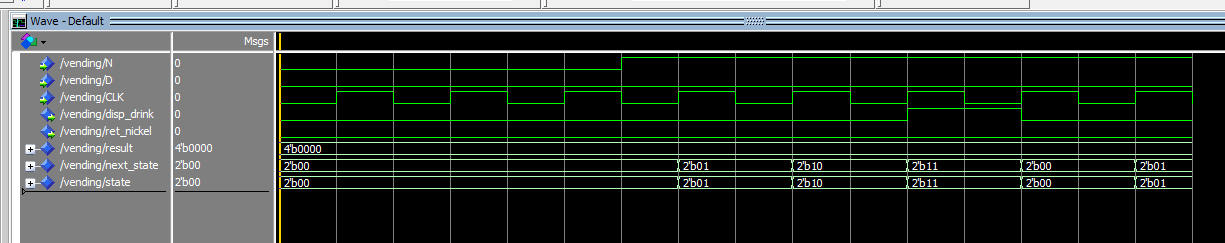 Wave - Default
Msgs
/vending/N 0
/vending/D 0
/vending/CLK 0
/vending/disp_drink 0
/vending/ret_nickel 0
/vending/result 4'b0000 4'b0000
/vending/next_state 2'b00 2'b00 2'b01 2'b10 2'b11 2'b00 2'b01
/vending/state 2'b00 2'b00 2'b01 2'b10 2'b11 2'b00 2'b01